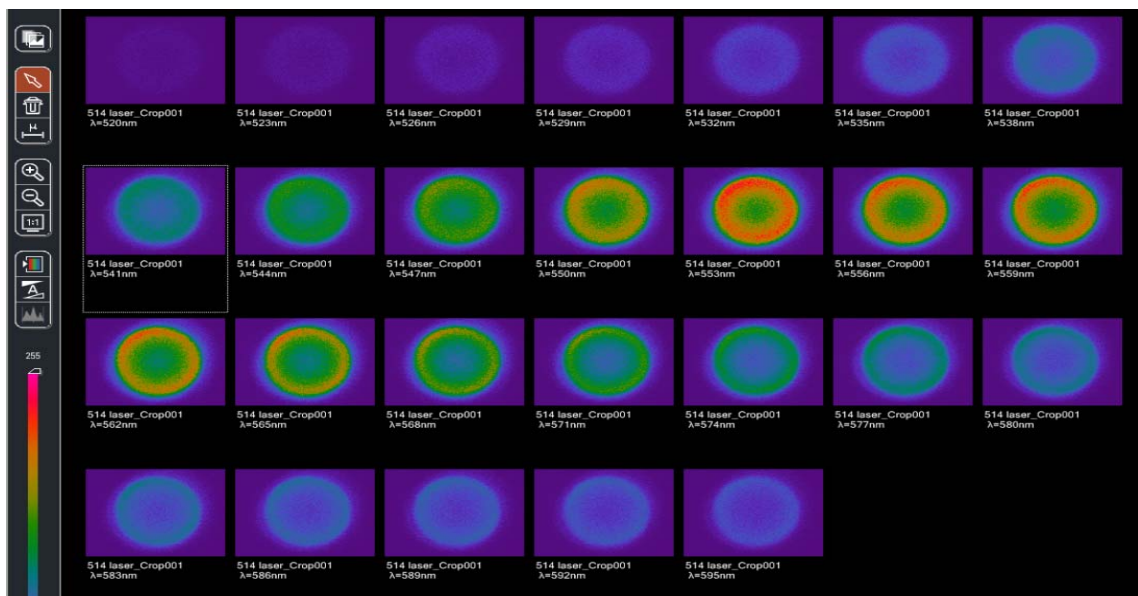 514 laser_Crop001
λ=520nm
514 laser_Crop001
λ=523nm
514 laser_Crop001
λ=526nm
514 laser_Crop001
λ=529nm
514 laser_Crop001
λ=532nm
514 laser_Crop001
λ=535nm
514 laser_Crop001
λ=538nm
514 laser_Crop001
λ=541nm
514 laser_Crop001
λ=544nm
514 laser_Crop001
λ=547nm
514 laser_Crop001
λ=550nm
514 laser_Crop001
λ=553nm
514 laser_Crop001
λ=556nm
514 laser_Crop001
λ=559nm
514 laser_Crop001
λ=562nm
514 laser_Crop001
λ=565nm
514 laser_Crop001
λ=568nm
514 laser_Crop001
λ=571nm
514 laser_Crop001
λ=574nm
514 laser_Crop001
λ=577nm
514 laser_Crop001
λ=580nm
514 laser_Crop001
λ=583nm
514 laser_Crop001
λ=586nm
514 laser_Crop001
λ=589nm
514 laser_Crop001
λ=592nm
514 laser_Crop001
λ=595nm
μ
1:1
A
255